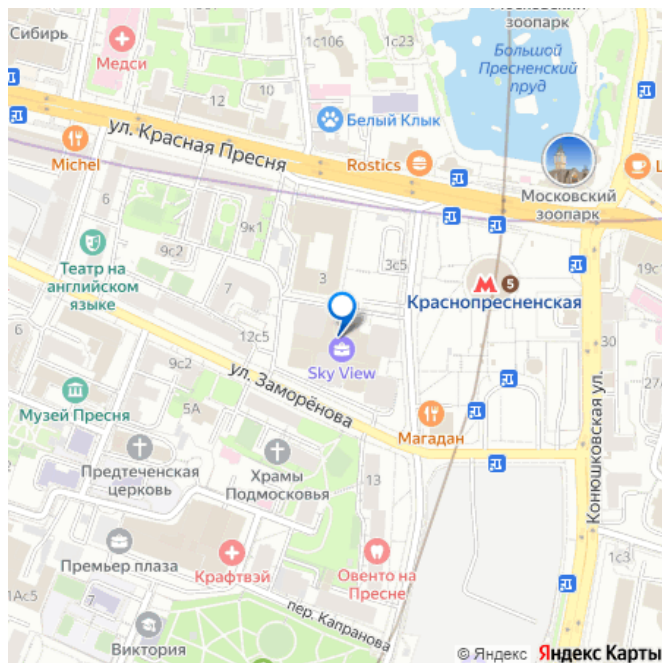 Московский
зоопарк
Сибирь
1с106
1с23
Медси
Большой
Пресненский
пруд
12
10
Белый Клык
ул. Красная Пресня
Michel
Rostics
Московский
зоопарк
6
9к1
9с2
Театр на
английском
языке
7
3
3с5
19с
5
Краснопресненская
12с5
Sky View
30
9с2
ул. Заморёнова
27
5А
Музей Пресня
Магадан
Конюшковская ул.
Предтеченская
церковь
Храмы
Подмосковья
13
Премьер плаза
Крафтвэй
Овенто на
Пресне
1с3
1Ас5
7
пер. Капранова
Виктория
© Яндекс Яндекс Карты